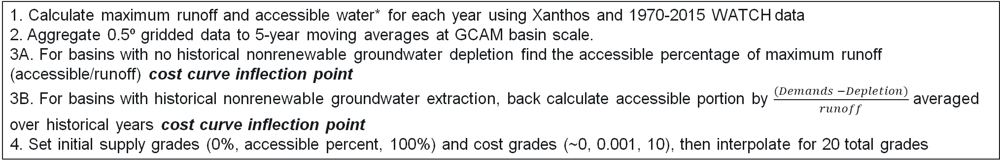 1. Calculate maximum runoff and accessible water* for each year using Xanthos and 1970-2015 WATCH data
2. Aggregate 0.5º gridded data to 5-year moving averages at GCAM basin scale.
3A. For basins with no historical nonrenewable groundwater depletion find the accessible percentage of maximum runoff
(accessible/runoff) cost curve inflection point
3B. For basins with historical nonrenewable groundwater extraction, back calculate accessible portion by (Demands −Depletion)/runoff averaged
over historical years cost curve inflection point
4. Set initial supply grades (0%, accessible percent, 100%) and cost grades (~0, 0.001, 10), then interpolate for 20 total grades